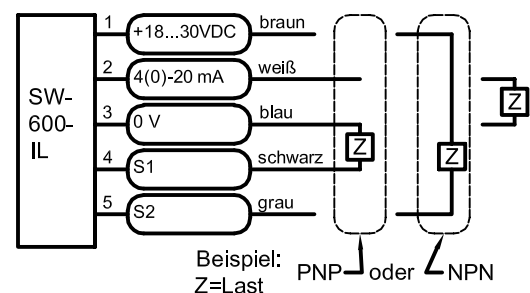 SW-
600-
IL
1 +18...30VDC braun
2 4(0)-20 mA weiß
3 0 V blau
4 S1 schwarz
5 S2 grau
Z
Z
Z
Beispiel:
Z=Last
PNP oder NPN